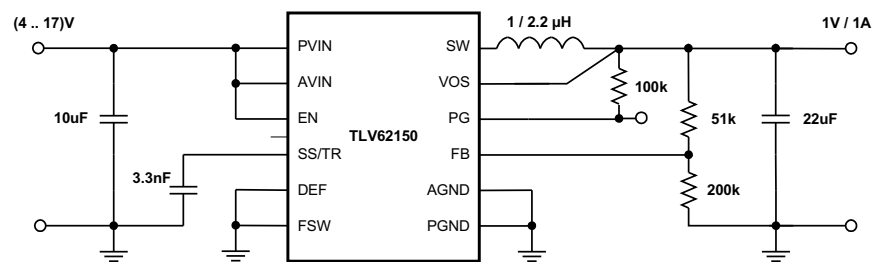 (4 .. 17)V
1 / 2.2 µH
1V / 1A
PVIN
SW
AVIN
VOS
100k
10uF
EN
PG
51k
22uF
TLV62150
SS/TR
FB
3.3nF
DEF
AGND
200k
FSW
PGND